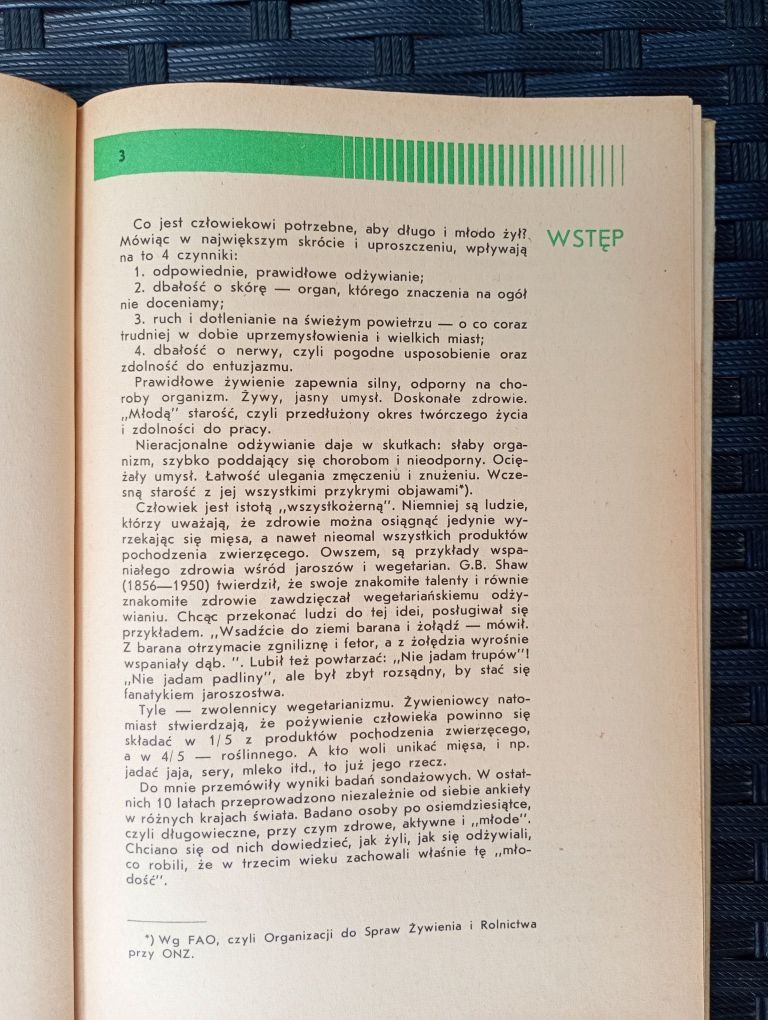 3
WSTĘP
Co jest człowiekowi potrzebne, aby długo i młodo żył?
Mówiąc w największym skrócie i uproszczeniu, wpływają
na to 4 czynniki:
1. odpowiednie, prawidłowe odżywianie;
2. dbałość o skórę — organ, którego znaczenia na ogół
nie doceniamy;
3. ruch i dotlenianie na świeżym powietrzu — o co coraz
trudniej w dobie uprzemysłowienia i wielkich miast;
4. dbałość o nerwy, czyli pogodne usposobienie oraz
zdolność do entuzjazmu.
Prawidłowe żywienie zapewnia silny, odporny na cho-
roby organizm. Żywy, jasny umysł. Doskonałe zdrowie.
„Młodą" starość, czyli przedłużony okres twórczego życia
i zdolności do pracy.
Nieracjonalne odżywianie daje w skutkach: słaby orga-
nizm, szybko poddający się chorobom i nieodporny. Ocię-
żały umysł. Łatwość ulegania zmęczeniu i znużeniu. Wcze-
sną starość z jej wszystkimi przykrymi objawami*).
Człowiek jest istotą „wszystkożerną". Niemniej są ludzie,
którzy uważają, że zdrowie można osiągnąć jedynie wy-
rzekając się mięsa, a nawet nieomal wszystkich produktów
pochodzenia zwierzęcego. Owszem, są przykłady wspa-
niałego zdrowia wśród jaroszów i wegetarian. G.B. Shaw
(1856—1950) twierdził, że swoje znakomite talenty i równie
znakomite zdrowie zawdzięczał wegetariańskiemu odży-
wianiu. Chcąc przekonać ludzi do tej idei, posługiwał się
przykładem. „Wsadźcie do ziemi barana i żołądź — mówił.
Z barana otrzymacie zgniliznę i fetor, a z żołędzia wyrośnie
wspaniały dąb. ". Lubił też powtarzać: „Nie jadam trupów"!
„Nie jadam padliny", ale był zbyt rozsądny, by stać się
fanatykiem jaroszostwa.
Tyle — zwolennicy wegetarianizmu. Żywieniowcy nato-
miast stwierdzają, że pożywienie człowieka powinno się
składać w 1/5 z produktów pochodzenia zwierzęcego,
a w 4/5 — roślinnego. A kto woli unikać mięsa, i np.
jadać jaja, sery, mleko itd., to już jego rzecz.
Do mnie przemówiły wyniki badań sondażowych. W ostat-
nich 10 latach przeprowadzono niezależnie od siebie ankiety
w różnych krajach świata. Badano osoby po osiemdziesiątce,
czyli długowieczne, przy czym zdrowe, aktywne i „młode".
Chciano się od nich dowiedzieć, jak żyli, jak się odżywiali,
co robili, że w trzecim wieku zachowali właśnie tę „mło-
dość".
*) Wg FAO, czyli Organizacji do Spraw Żywienia i Rolnictwa
przy ONZ.